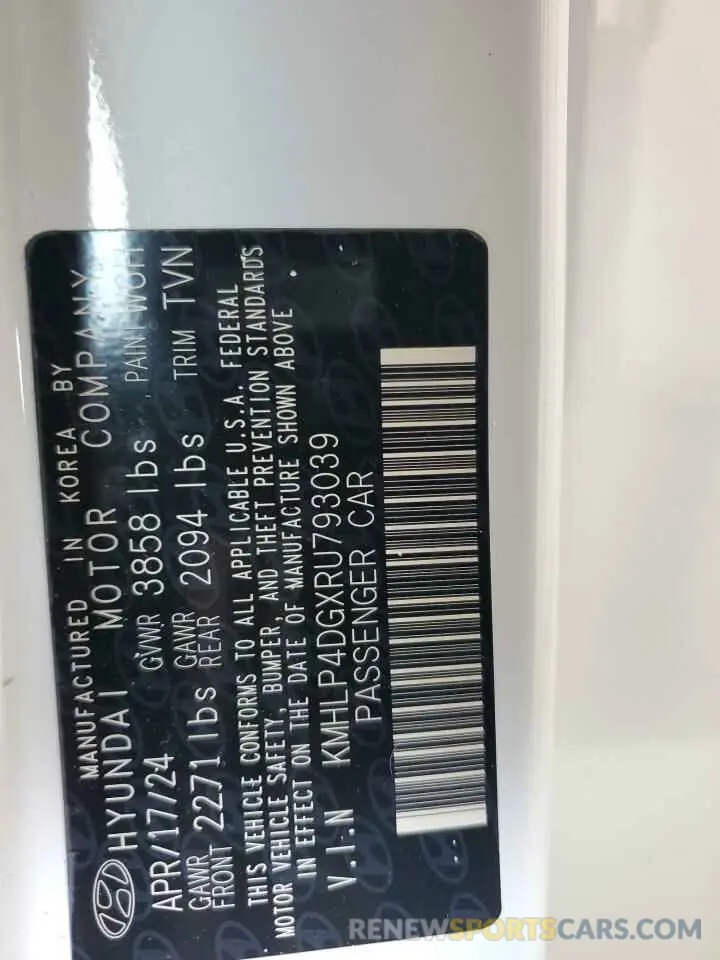 MANUFACTURED IN KOREA BY
HYUNDAI MOTOR COMPANY
APR/17/24 GVWR 3858 lbs PAINT
GAWR FRONT 2271 lbs GAWR REAR 2094 lbs TRIM TVN
THIS VEHICLE CONFORMS TO ALL APPLICABLE U.S.A. FEDERAL
MOTOR VEHICLE SAFETY, BUMPER, AND THEFT PREVENTION STANDARDS
IN EFFECT ON THE DATE OF MANUFACTURE SHOWN ABOVE
V.I.N KMHLP4DGXRU793039
PASSENGER CAR
RENEWSPORTSCARS.COM